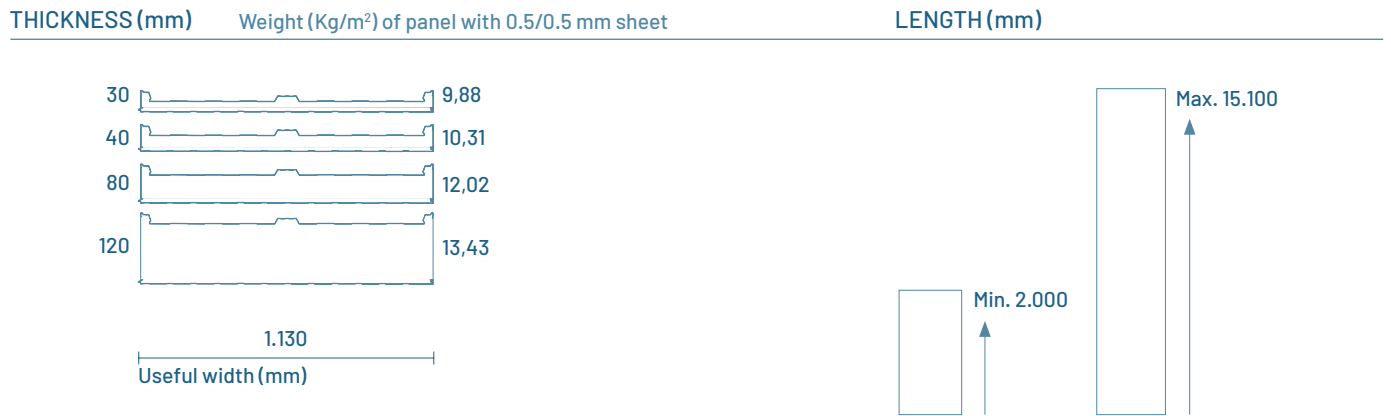 THICKNESS (mm) Weight (Kg/m²) of panel with 0.5/0.5 mm sheet
30 9,88
40 10,31
80 12,02
120 13,43
1.130
Useful width (mm)
LENGTH (mm)
Min. 2.000
Max. 15.100